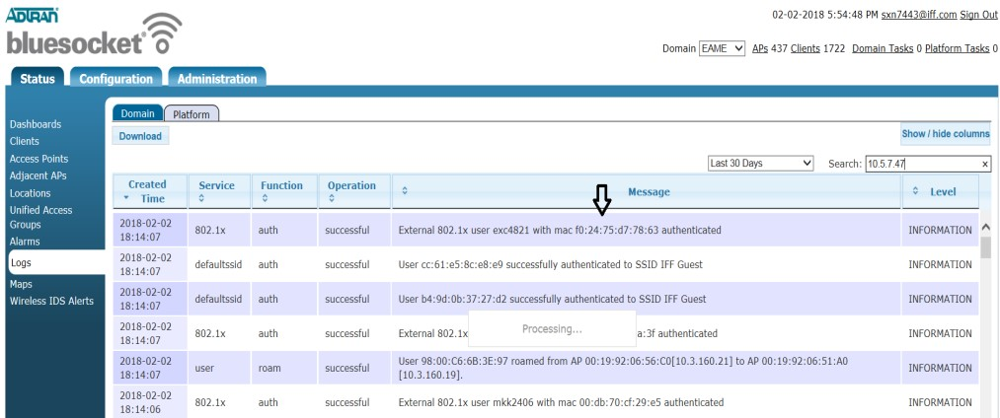 ADTRAN
bluesocket
02-02-2018 5:54:48 PM sxn7443@iff.com Sign Out
Domain EAME APs 437 Clients 1722 Domain Tasks 0 Platform Tasks 0
Status Configuration Administration
Dashboards
Clients
Access Points
Adjacent APs
Locations
Unified Access
Groups
Alarms
Logs
Maps
Wireless IDS Alerts
Domain Platform
Download Show / hide columns
Last 30 Days Search: 10.5.7.47 x
Created Time Service Function Operation Message Level
2018-02-02 18:14:07 802.1x auth successful External 802.1x user exc4821 with mac f0:24:75:d7:78:63 authenticated INFORMATION
2018-02-02 18:14:07 defaultssid auth successful User cc:61:e5:8c:e8:e9 successfully authenticated to SSID IFF Guest INFORMATION
2018-02-02 18:14:07 defaultssid auth successful User b4:9d:0b:37:27:d2 successfully authenticated to SSID IFF Guest INFORMATION
Processing...
2018-02-02 18:14:07 802.1x auth successful External 802.1x a:3f authenticated INFORMATION
2018-02-02 18:14:07 user roam successful User 98:00:C6:6B:3E:97 roamed from AP 00:19:92:06:56:C0[10.3.160.21] to AP 00:19:92:06:51:A0
[10.3.160.19]. INFORMATION
2018-02-02 18:14:06 802.1x auth successful External 802.1x user mkk2406 with mac 00:db:70:cf:29:e5 authenticated INFORMATION